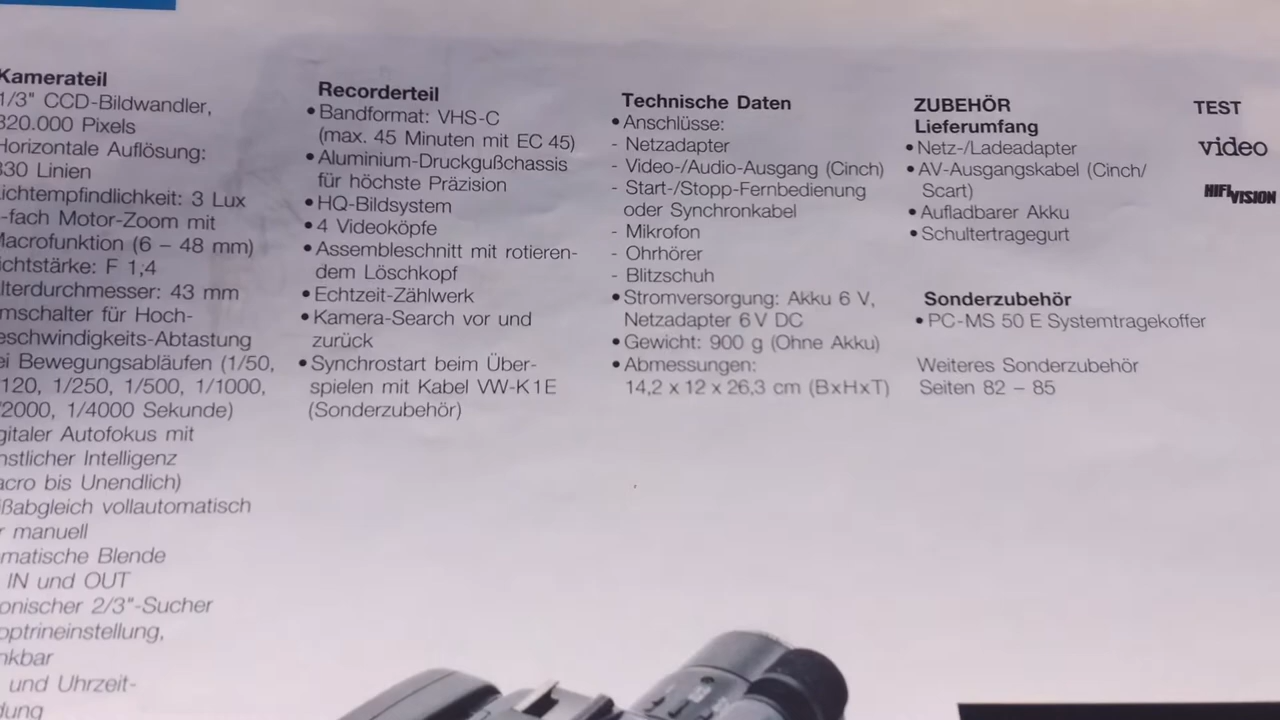 Kamerateil
1/3" CCD-Bildwandler,
320.000 Pixels
Horizontale Auflösung:
330 Linien
ichtempfindlichkeit: 3 Lux
-fach Motor-Zoom mit
Macrofunktion (6 – 48 mm)
ichtstärke: F 1,4
lterdurchmesser: 43 mm
mschalter für Hoch-
eschwindigkeits-Abtastung
ei Bewegungsabläufen (1/50,
/120, 1/250, 1/500, 1/1000,
/2000, 1/4000 Sekunde)
gitaler Autofokus mit
nstlicher Intelligenz
acro bis Unendlich)
ißabgleich vollautomatisch
r manuell
matische Blende
IN und OUT
onischer 2/3"-Sucher
optrineinstellung,
nkbar
und Uhrzeit-
dung
Recorderteil
• Bandformat: VHS-C
(max. 45 Minuten mit EC 45)
• Aluminium-Druckgußchassis
für höchste Präzision
• HQ-Bildsystem
• 4 Videoköpfe
• Assembleschnitt mit rotieren-
dem Löschkopf
• Echtzeit-Zählwerk
• Kamera-Search vor und
zurück
• Synchrostart beim Über-
spielen mit Kabel VW-K1E
(Sonderzubehör)
Technische Daten
• Anschlüsse:
- Netzadapter
- Video-/Audio-Ausgang (Cinch)
- Start-/Stopp-Fernbedienung
oder Synchronkabel
- Mikrofon
- Ohrhörer
- Blitzschuh
• Stromversorgung: Akku 6 V,
Netzadapter 6 V DC
• Gewicht: 900 g (Ohne Akku)
• Abmessungen:
14,2 x 12 x 26,3 cm (BxHxT)
ZUBEHÖR
Lieferumfang
• Netz-/Ladeadapter
• AV-Ausgangskabel (Cinch/
Scart)
• Aufladbarer Akku
• Schultertragegurt
Sonderzubehör
• PC-MS 50 E Systemtragekoffer
Weiteres Sonderzubehör
Seiten 82 – 85
TEST
video
HIFI VISION